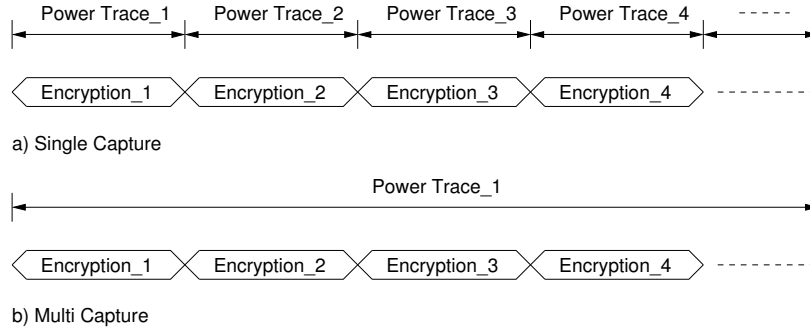 Power Trace_1 Power Trace_2 Power Trace_3 Power Trace_4
Encryption_1 Encryption_2 Encryption_3 Encryption_4
a) Single Capture
Power Trace_1
Encryption_1 Encryption_2 Encryption_3 Encryption_4
b) Multi Capture